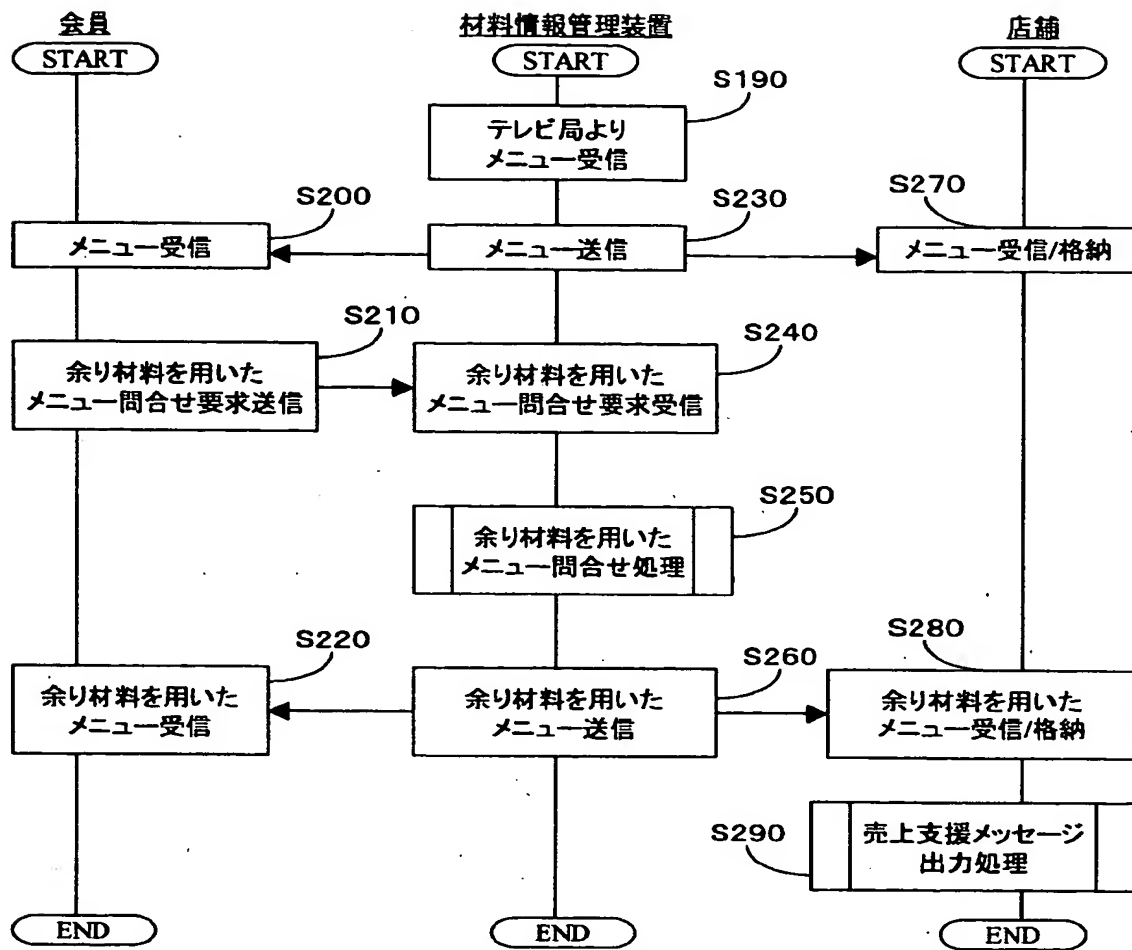 会員
材料情報管理装置
店舗
START
START
START
S190
テレビ局より
メニュー受信
S200
S230
S270
メニュー受信
メニュー送信
メニュー受信/格納
S210
S240
余り材料を用いた
メニュー問合せ要求送信
余り材料を用いた
メニュー問合せ要求受信
S250
余り材料を用いた
メニュー問合せ処理
S220
S260
S280
余り材料を用いた
メニュー受信
余り材料を用いた
メニュー送信
余り材料を用いた
メニュー受信/格納
S290
売上支援メッセージ
出力処理
END
END
END